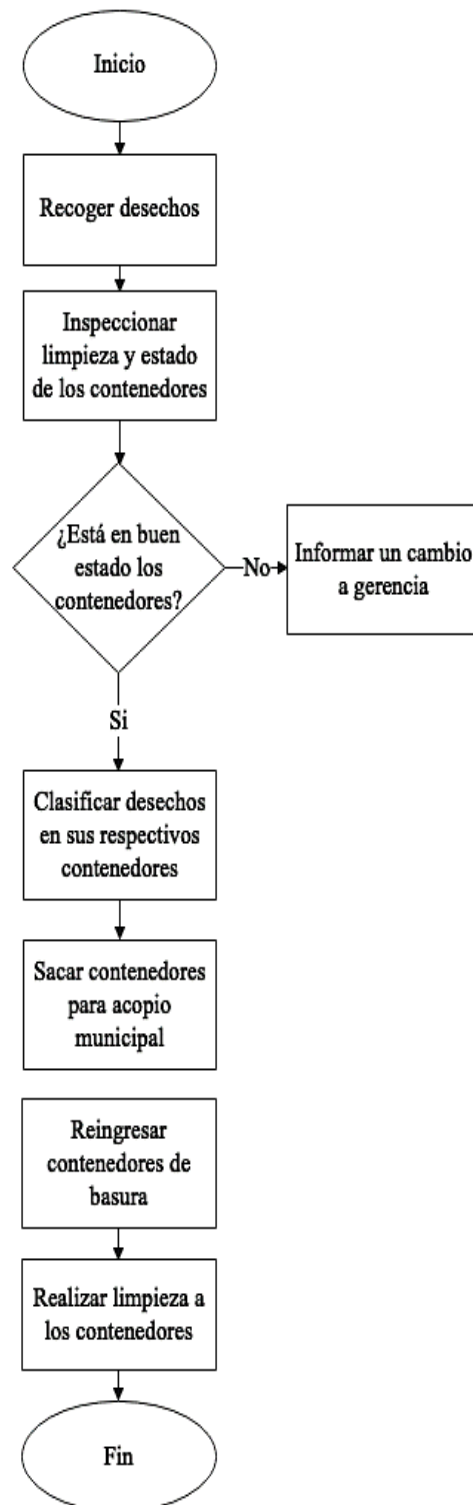 Inicio
Recoger desechos
Inspeccionar
limpieza y estado
de los contenedores
¿Está en buen
estado los
contenedores?
No
Informar un cambio
a gerencia
Si
Clasificar desechos
en sus respectivos
contenedores
Sacar contenedores
para acopio
municipal
Reingresar
contenedores de
basura
Realizar limpieza a
los contenedores
Fin